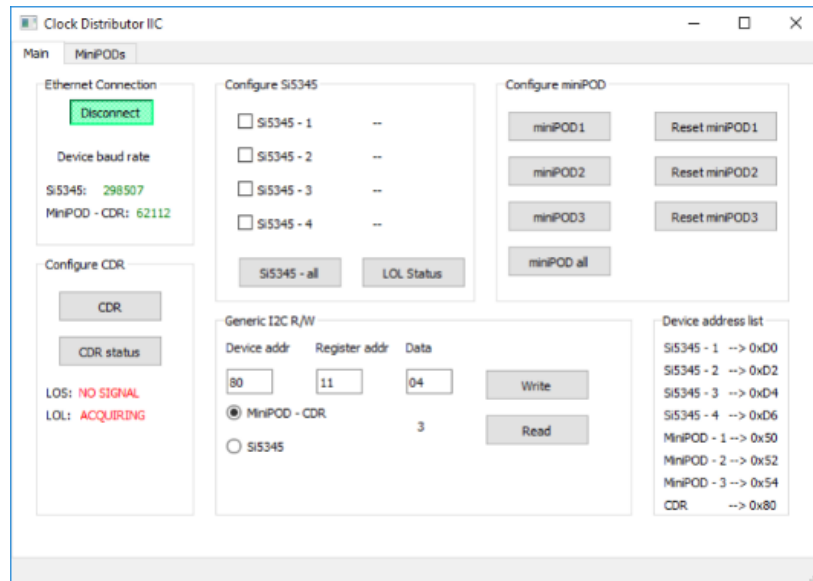 Clock Distributor IIC
Main MiniPODs
Ethernet Connection
Disconnect
Device baud rate
Si5345: 298507
MiniPOD - CDR: 62112
Configure CDR
CDR
CDR status
LOS: NO SIGNAL
LOL: ACQUIRING
Configure Si5345
Si5345 - 1 --
Si5345 - 2 --
Si5345 - 3 --
Si5345 - 4 --
Si5345 - all LOL Status
Configure miniPOD
miniPOD1 Reset miniPOD1
miniPOD2 Reset miniPOD2
miniPOD3 Reset miniPOD3
miniPOD all
Generic I2C R/W
Device addr Register addr Data
80 11 04 Write
MiniPOD - CDR
3 Read
Si5345
Device address list
Si5345 - 1 --> 0xD0
Si5345 - 2 --> 0xD2
Si5345 - 3 --> 0xD4
Si5345 - 4 --> 0xD6
MiniPOD - 1 --> 0x50
MiniPOD - 2 --> 0x52
MiniPOD - 3 --> 0x54
CDR --> 0x80